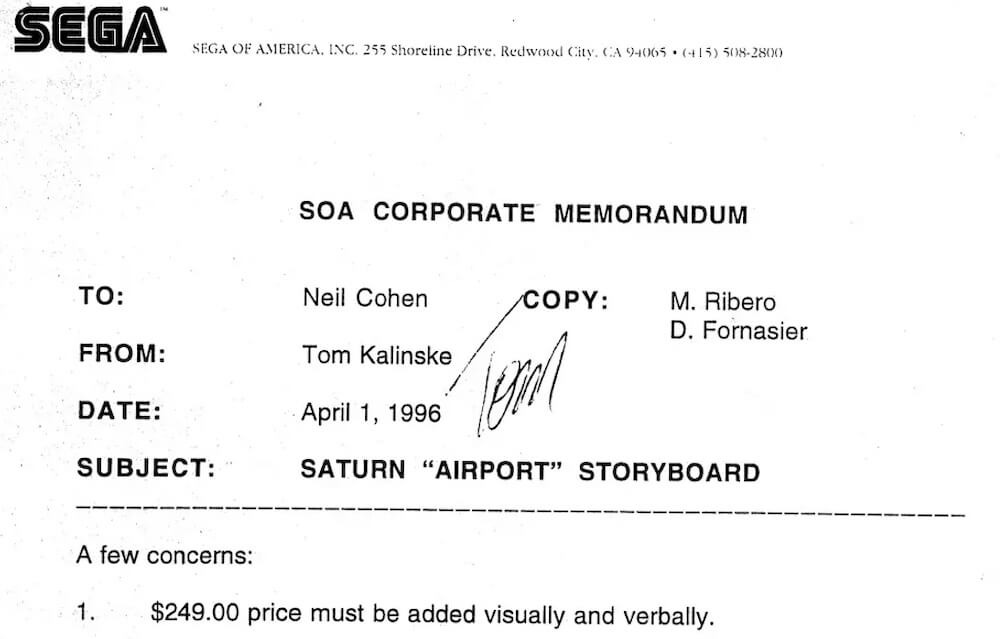 SEGA™
SEGA OF AMERICA, INC. 255 Shoreline Drive, Redwood City, CA 94065 • (415) 508-2800
SOA CORPORATE MEMORANDUM
TO: Neil Cohen COPY: M. Ribero
D. Fornasier
FROM: Tom Kalinske
Tom
DATE: April 1, 1996
SUBJECT: SATURN “AIRPORT” STORYBOARD
A few concerns:
1. $249.00 price must be added visually and verbally.